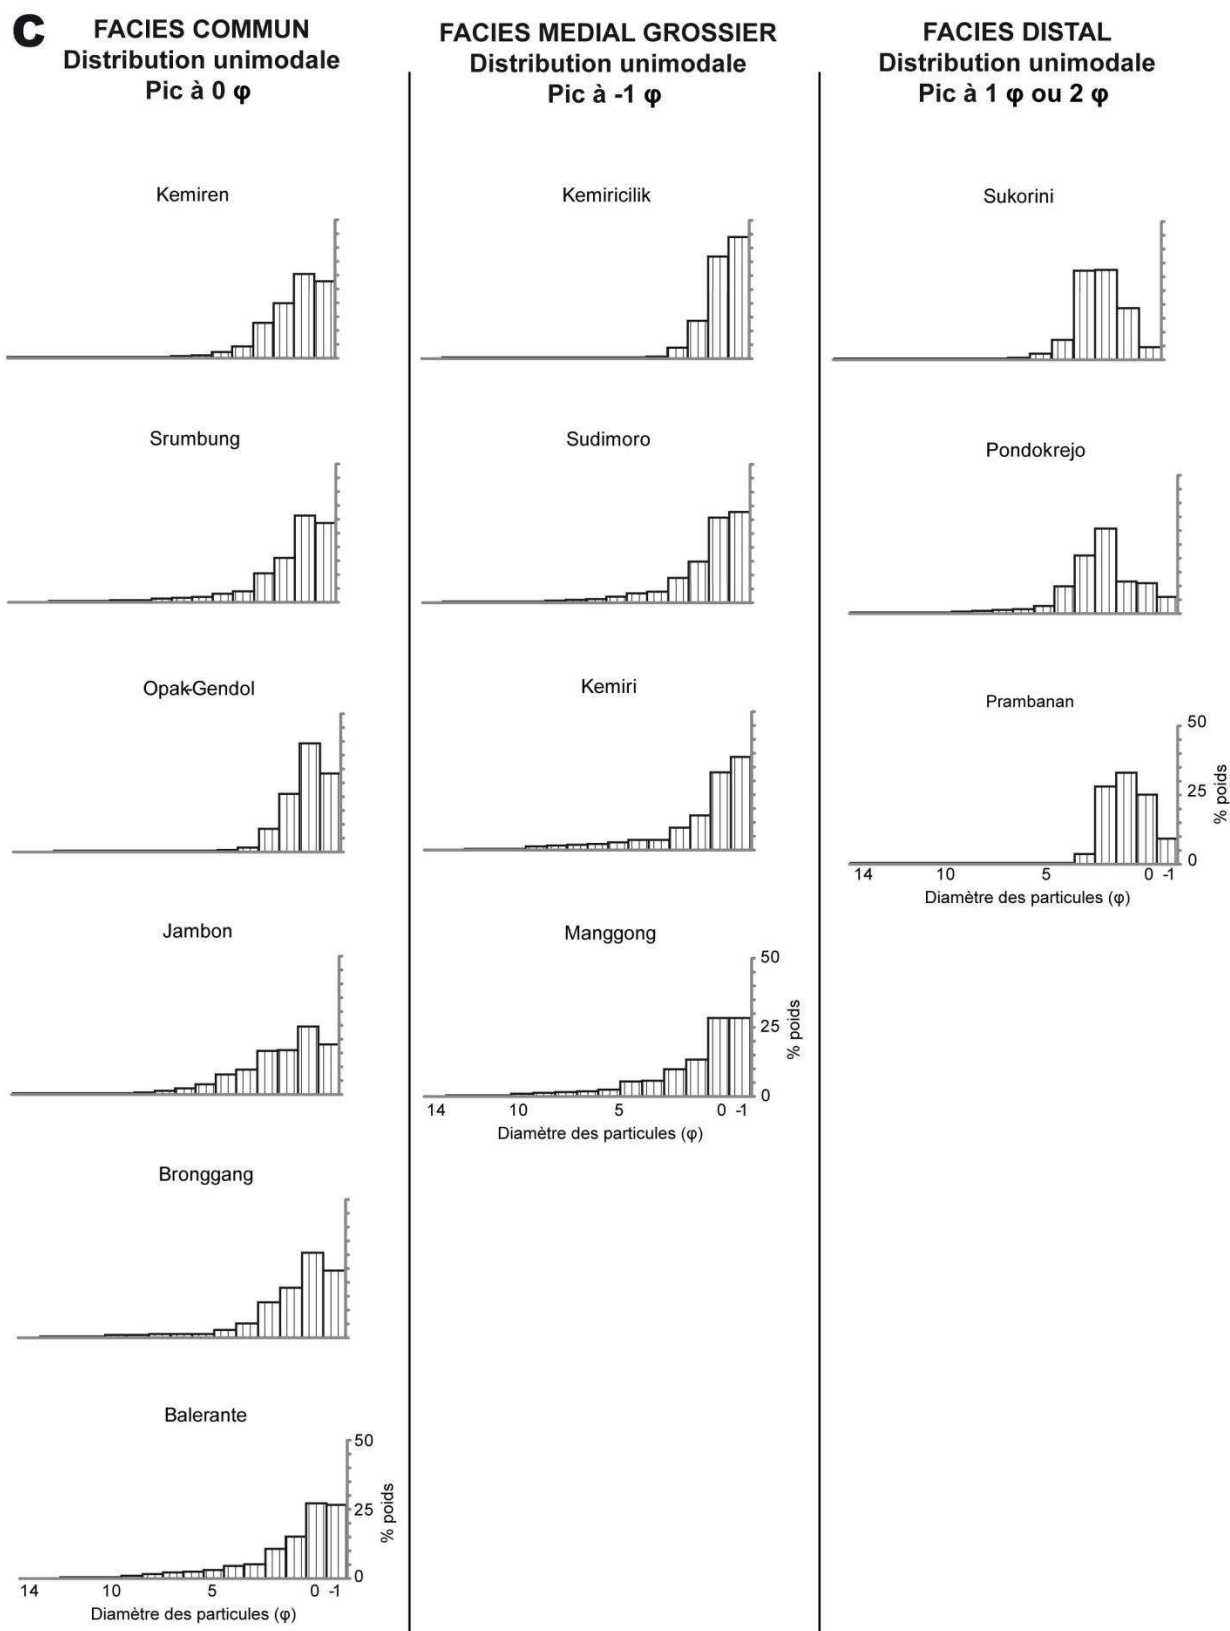 C
FACIES COMMUN
Distribution unimodale
Pic à 0 φ
Kemiren
Srumbung
Opak-Gendol
Jambon
Bronggang
Balerante
50
25
0
% poids
14 10 5 0 -1
Diamètre des particules (φ)
FACIES MEDIAL GROSSIER
Distribution unimodale
Pic à -1 φ
Kemiricilik
Sudimoro
Kemiri
Manggong
50
25
0
% poids
14 10 5 0 -1
Diamètre des particules (φ)
FACIES DISTAL
Distribution unimodale
Pic à 1 φ ou 2 φ
Sukorini
Pondokrejo
Prambanan
50
25
0
% poids
14 10 5 0 -1
Diamètre des particules (φ)